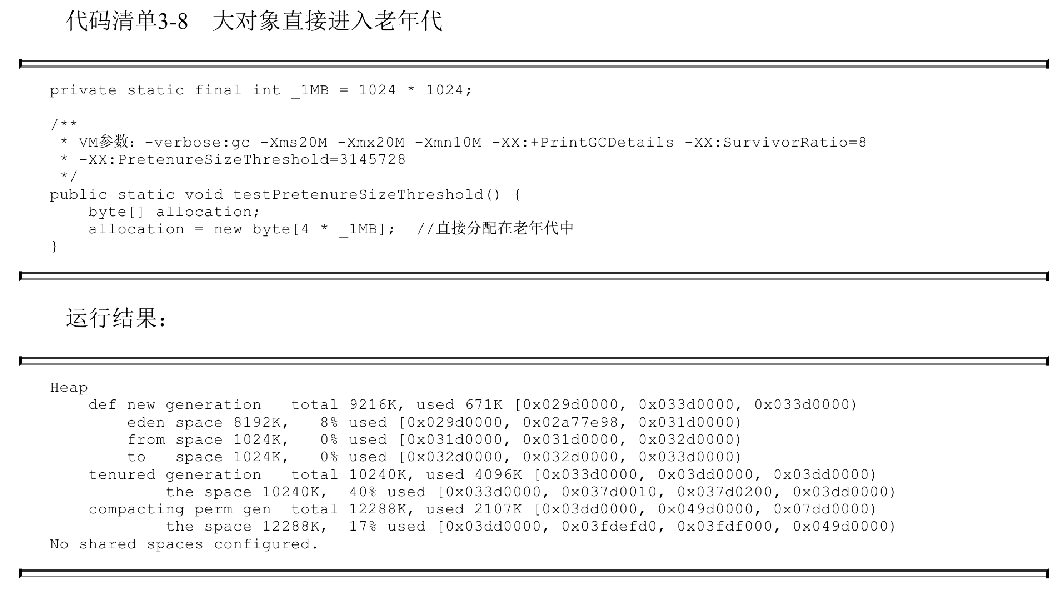 代码清单3-8 大对象直接进入老年代
private static final int _1MB = 1024 * 1024;
/**
 * VM参数：-verbose:gc -Xms20M -Xmx20M -Xmn10M -XX:+PrintGCDetails -XX:SurvivorRatio=8
 * -XX:PretenureSizeThreshold=3145728
 */
public static void testPretenureSizeThreshold() {
    byte[] allocation;
    allocation = new byte[4 * _1MB];  //直接分配在老年代中
}
运行结果：
Heap
    def new generation   total 9216K, used 671K [0x029d0000, 0x033d0000, 0x033d0000)
        eden space 8192K,   8% used [0x029d0000, 0x02a77e98, 0x031d0000)
        from space 1024K,   0% used [0x031d0000, 0x031d0000, 0x032d0000)
        to   space 1024K,   0% used [0x032d0000, 0x032d0000, 0x033d0000)
    tenured generation   total 10240K, used 4096K [0x033d0000, 0x03dd0000, 0x03dd0000)
            the space 10240K,  40% used [0x033d0000, 0x037d0010, 0x037d0200, 0x03dd0000)
    compacting perm gen  total 12288K, used 2107K [0x03dd0000, 0x049d0000, 0x07dd0000)
            the space 12288K,  17% used [0x03dd0000, 0x03fdefd0, 0x03fdf000, 0x049d0000)
No shared spaces configured.